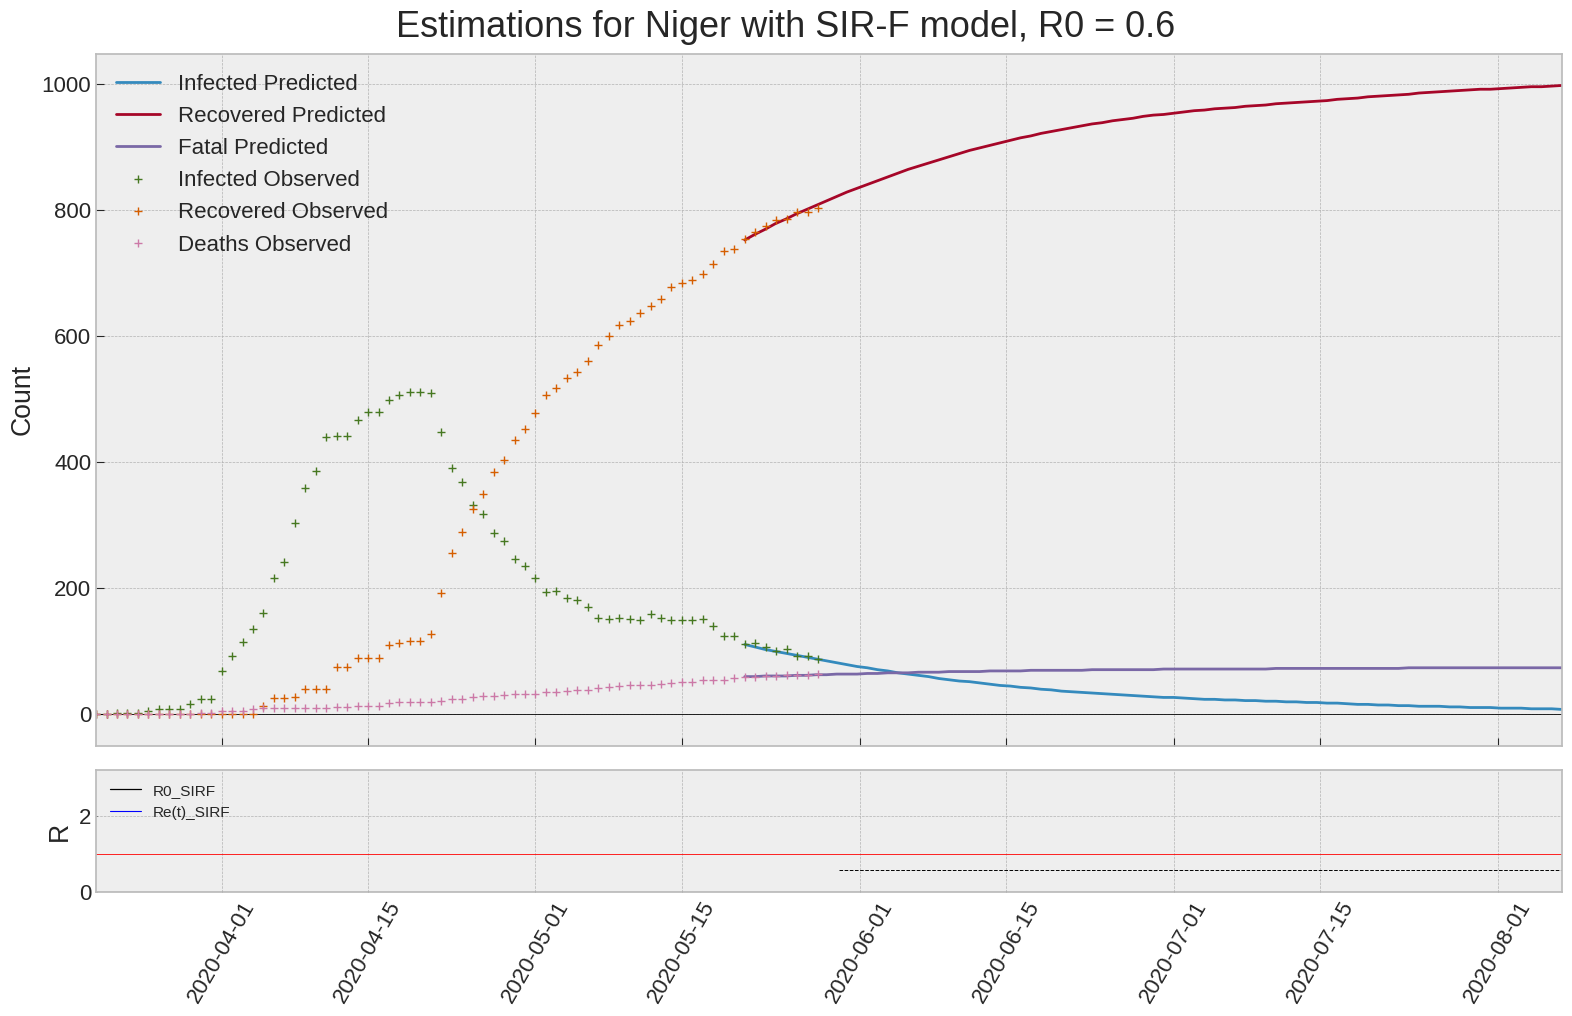 Estimations for Niger with SIR-F model, R0 = 0.6
Infected Predicted
Recovered Predicted
Fatal Predicted
Infected Observed
Recovered Observed
Deaths Observed
1000
800
600
400
200
0
Count
R0_SIRF
Re(t)_SIRF
2
0
R
2020-04-01
2020-04-15
2020-05-01
2020-05-15
2020-06-01
2020-06-15
2020-07-01
2020-07-15
2020-08-01